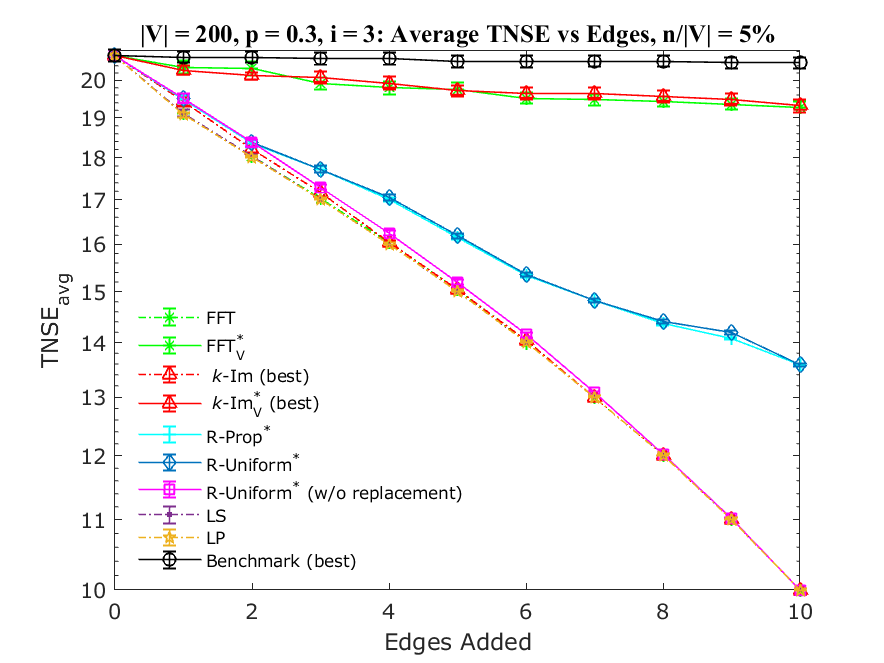 |V| = 200, p = 0.3, i = 3: Average TNSE vs Edges, n/|V| = 5%
20
19
18
17
16
15
14
13
12
11
10
TNSE_avg
FFT
FFT*_V
k-Im (best)
k-Im*_V (best)
R-Prop*
R-Uniform*
R-Uniform* (w/o replacement)
LS
LP
Benchmark (best)
0 2 4 6 8 10
Edges Added